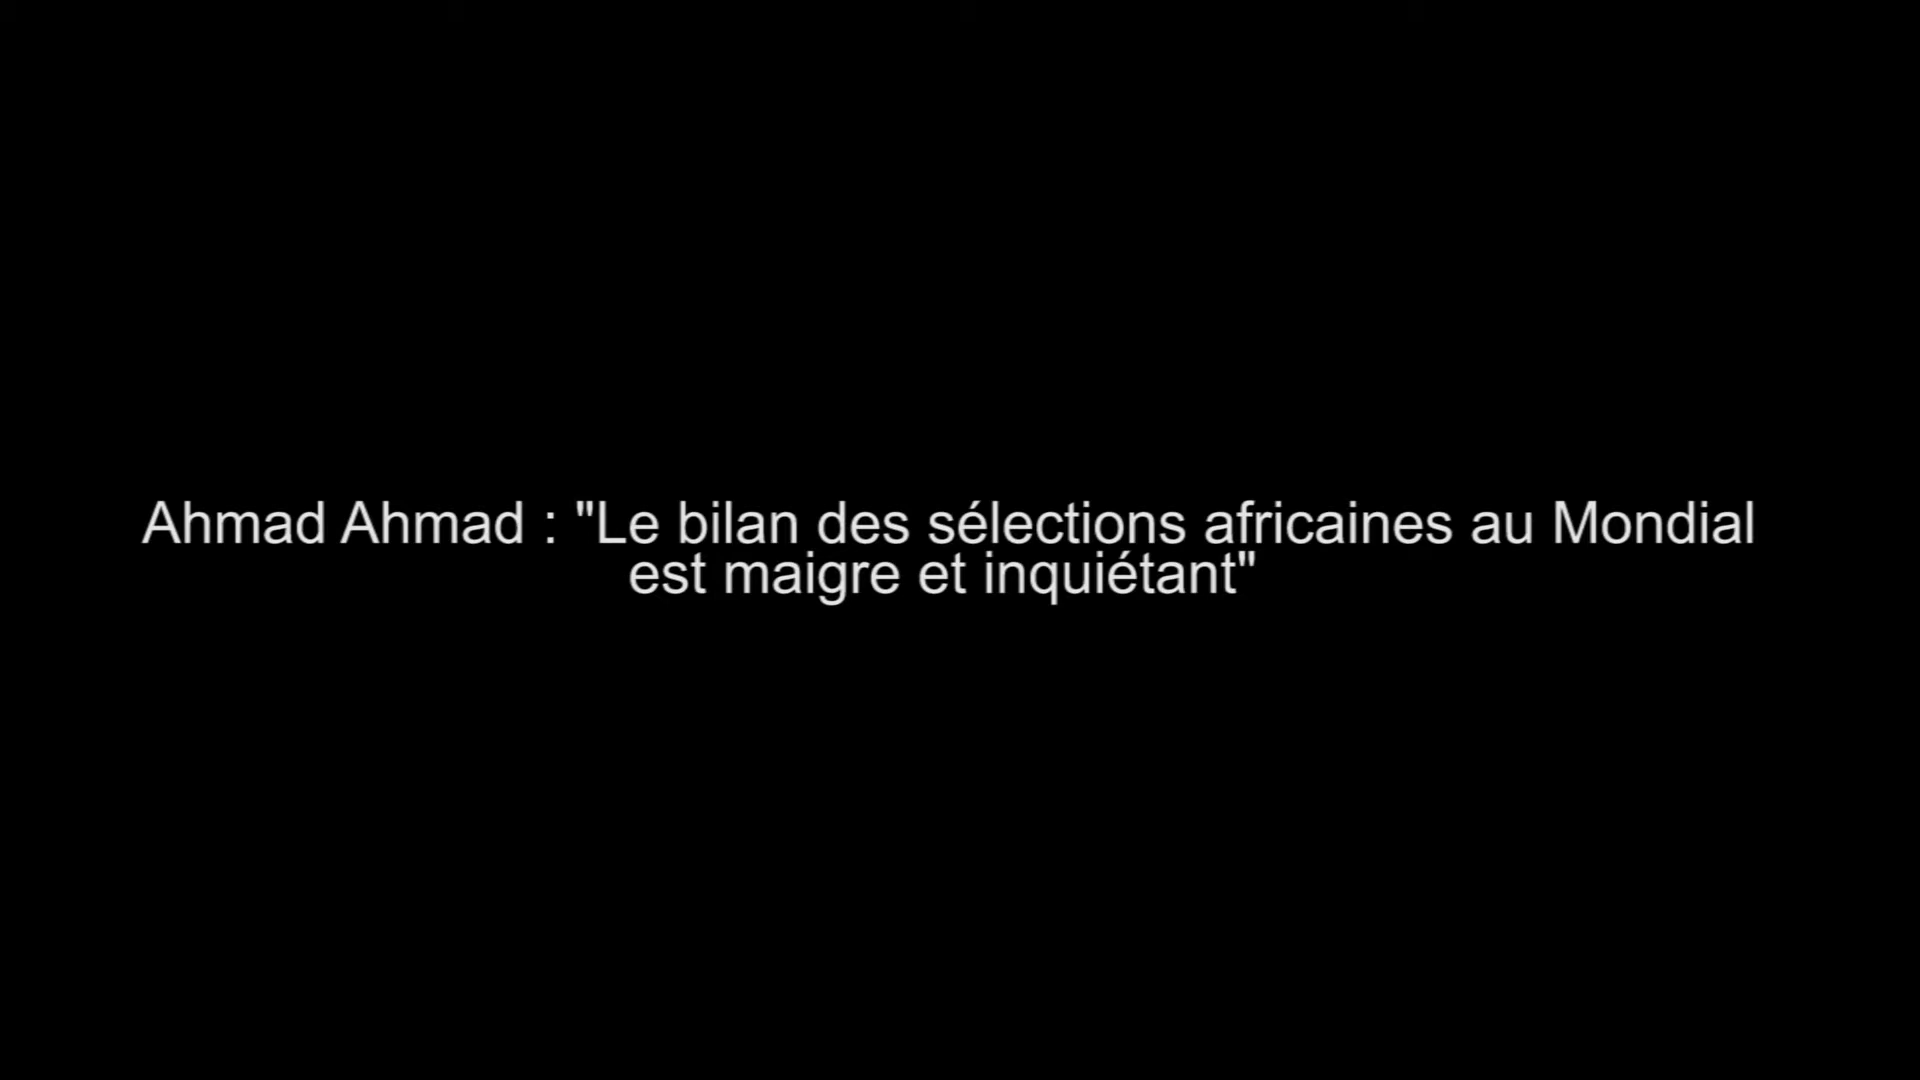 Ahmad Ahmad : "Le bilan des sélections africaines au Mondial
est maigre et inquiétant"